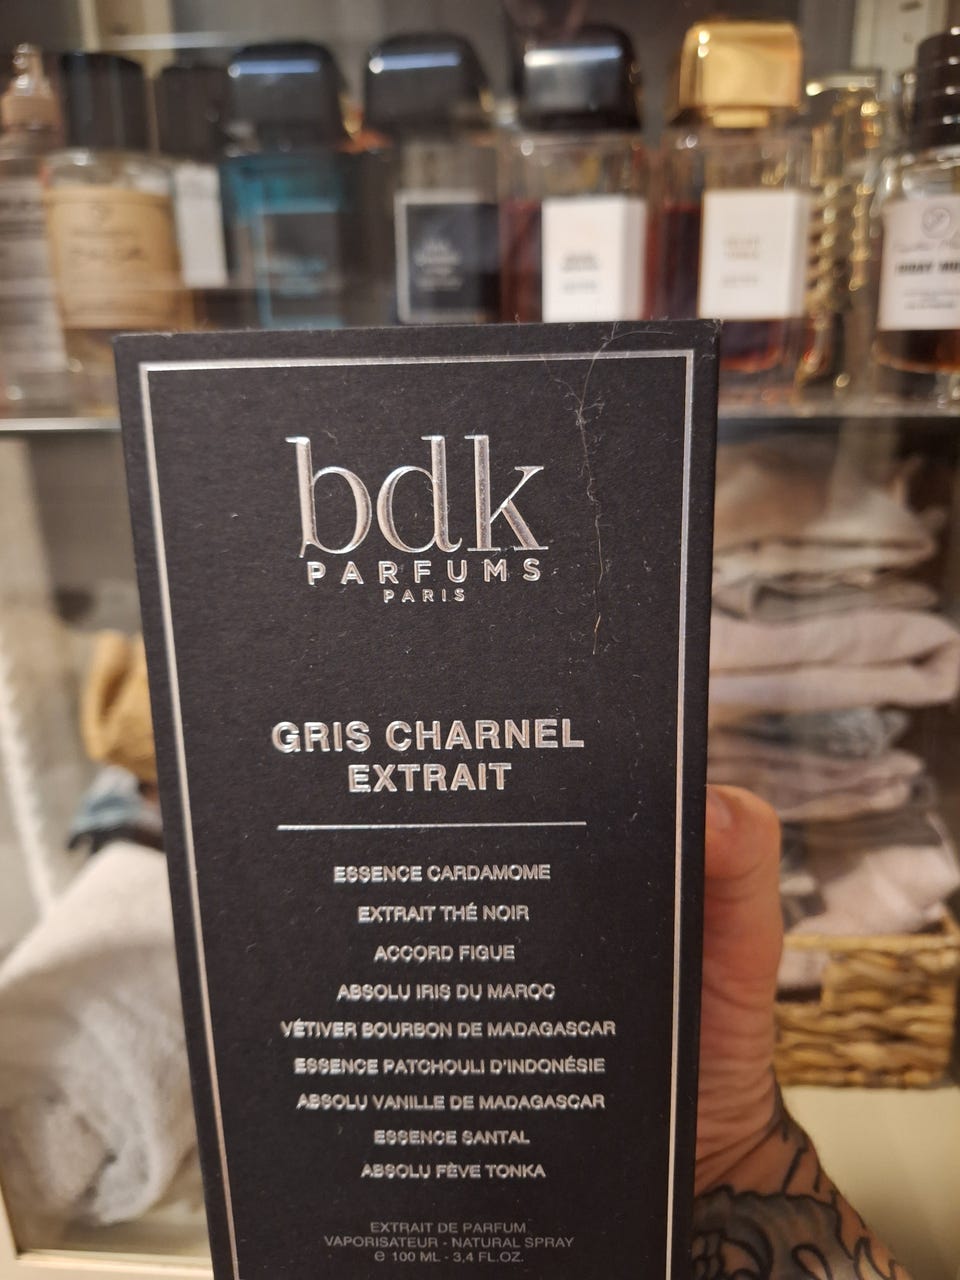 bdk
PARFUMS
PARIS
GRIS CHARNEL
EXTRAIT
ESSENCE CARDAMOME
EXTRAIT THÉ NOIR
ACCORD FIGUE
ABSOLU IRIS DU MAROC
VÉTIVER BOURBON DE MADAGASCAR
ESSENCE PATCHOULI D'INDONÉSIE
ABSOLU VANILLE DE MADAGASCAR
ESSENCE SANTAL
ABSOLU FÈVE TONKA
EXTRAIT DE PARFUM
VAPORISATEUR - NATURAL SPRAY
℮ 100 ML - 3,4 FL.OZ.